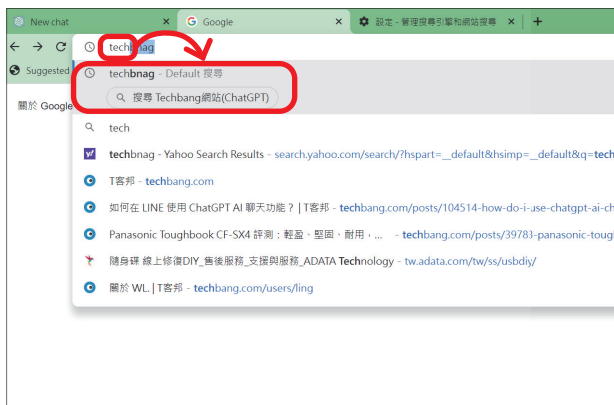 New chat × G Google × 設定 - 管理搜尋引擎和網站搜尋 × +
techbnag
Suggested
techbnag - Default 搜尋
搜尋 Techbang網站(ChatGPT)
關於 Google
tech
y! techbnag - Yahoo Search Results - search.yahoo.com/search/?hspart=__default&hsimp=__default&q=tech
T客邦 - techbang.com
如何在 LINE 使用 ChatGPT AI 聊天功能？ | T客邦 - techbang.com/posts/104514-how-do-i-use-chatgpt-ai-ch
Panasonic Toughbook CF-SX4 評測：輕盈、堅固、耐用，... - techbang.com/posts/39783-panasonic-toug
隨身碟 線上修復DIY_售後服務_支援與服務_ADATA Technology - tw.adata.com/tw/ss/usbdiy/
關於 WL. | T客邦 - techbang.com/users/ling